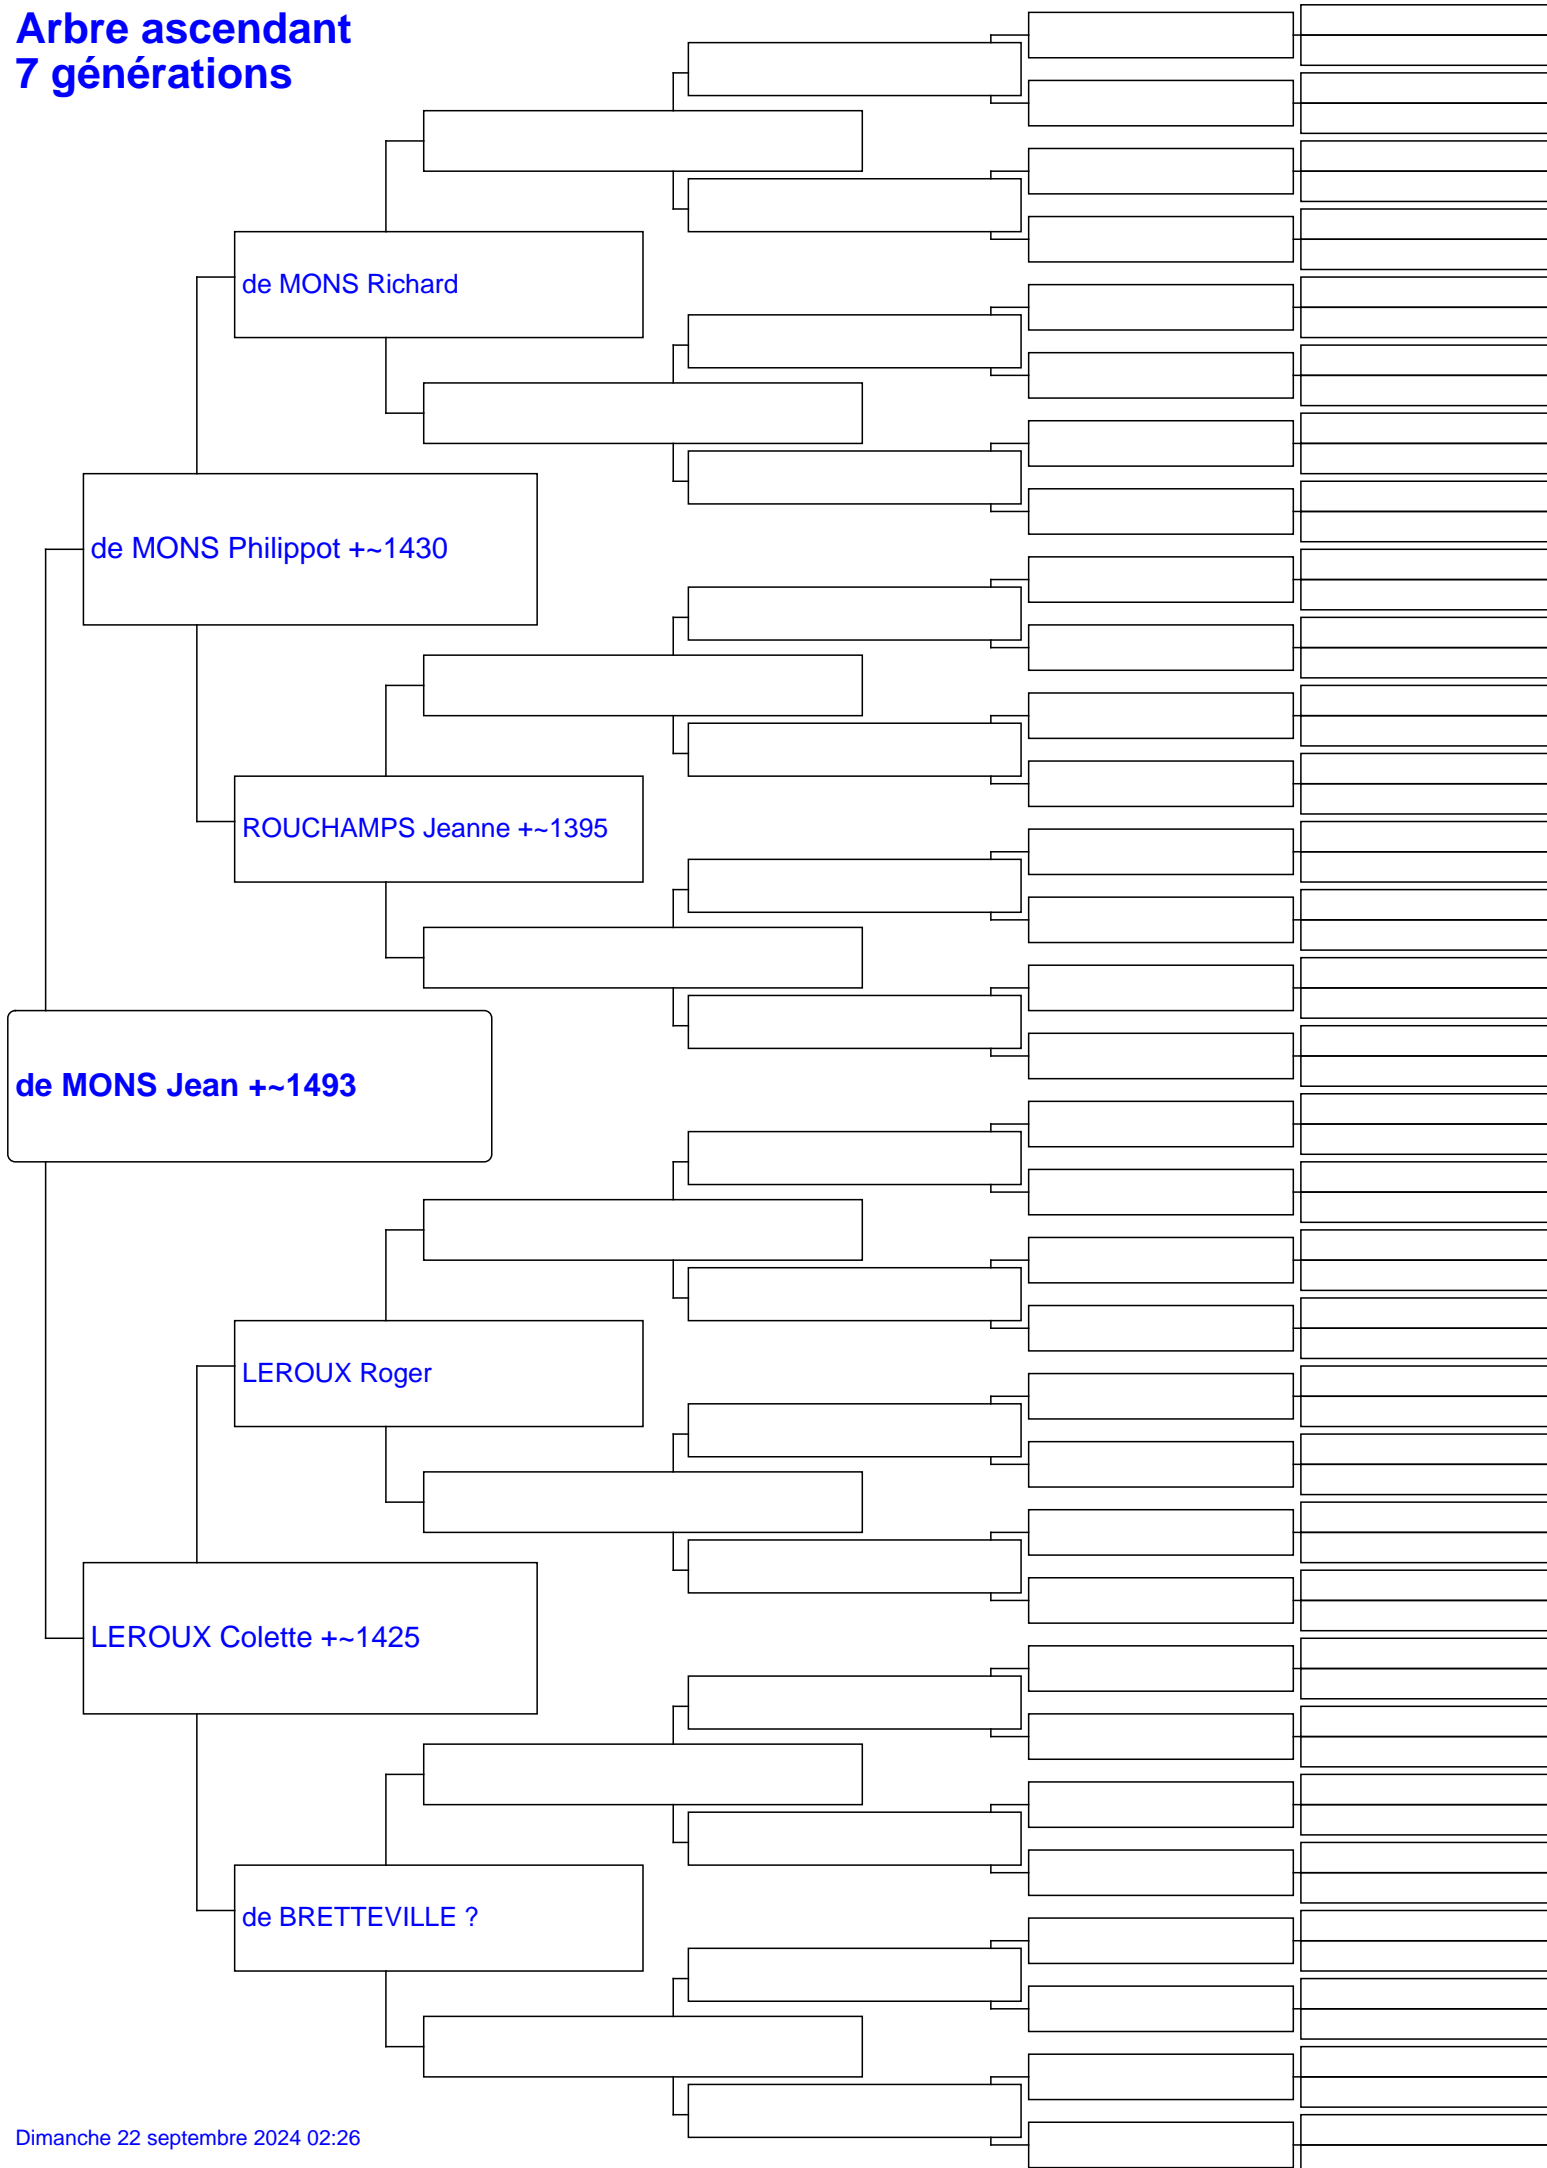 Arbre ascendant
7 générations
de MONS Richard
de MONS Philippot +~1430
ROUCHAMPS Jeanne +~1395
de MONS Jean +~1493
LEROUX Roger
LEROUX Colette +~1425
de BRETTEVILLE ?
Dimanche 22 septembre 2024 02:26